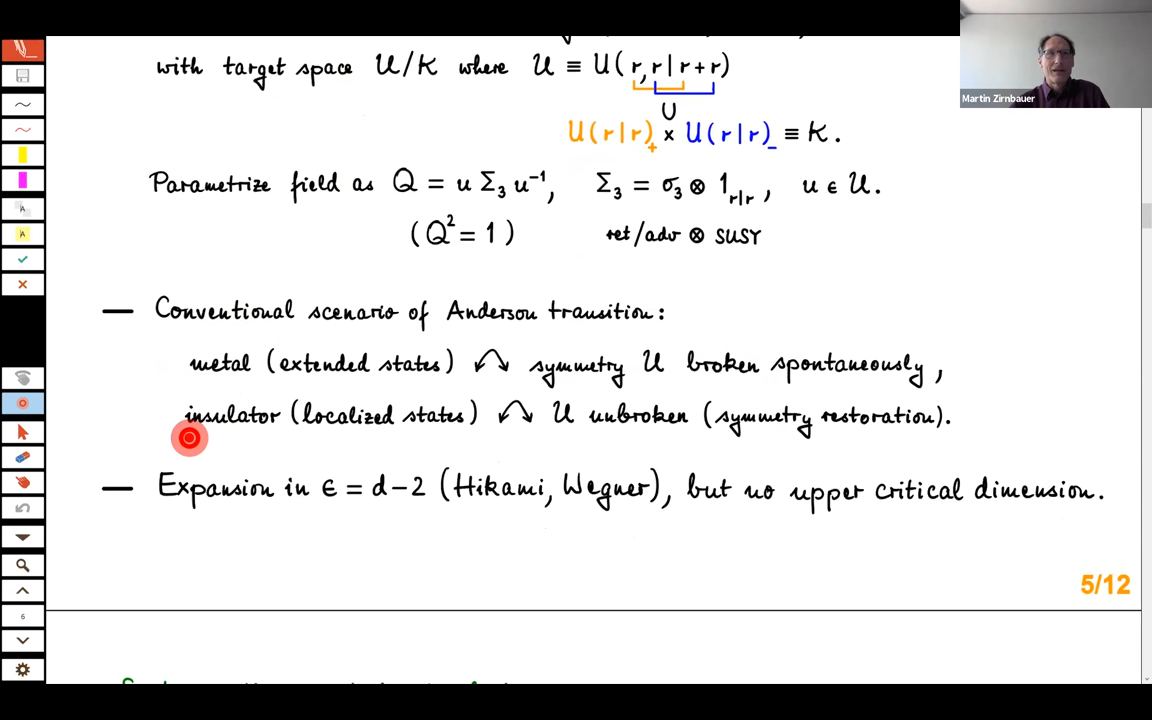 with target space U/K where U ≡ U(r,r|r+r)
∪
U(r|r)₊ × U(r|r)₋ ≡ K.
Parametrize field as Q = u Σ₃ u⁻¹, Σ₃ = σ₃ ⊗ 1_{r|r}, u ∈ U.
(Q² = 1) ret/adv ⊗ SUSY
— Conventional scenario of Anderson transition:
metal (extended states) ↶↷ symmetry U broken spontaneously,
insulator (localized states) ↶↷ U unbroken (symmetry restoration).
— Expansion in ϵ = d-2 (Hikami, Wegner), but no upper critical dimension.
5/12
Martin Zirnbauer
6